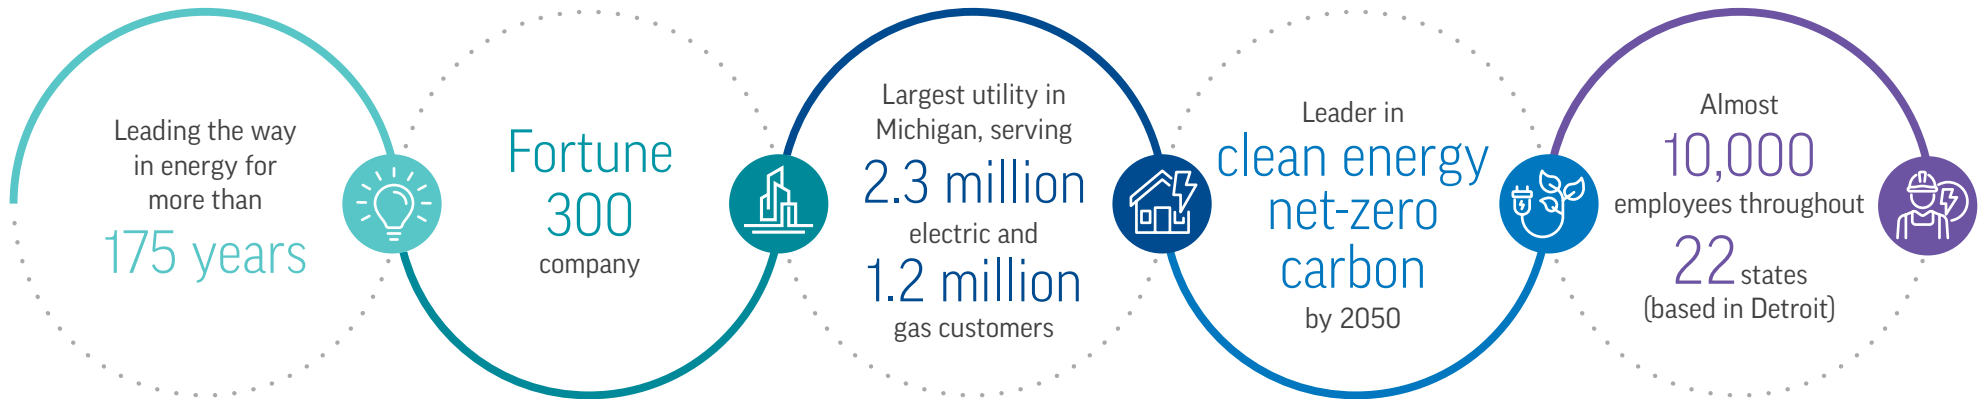 Leading the way
in energy for
more than
175 years
Fortune
300
company
Largest utility in
Michigan, serving
2.3 million
electric and
1.2 million
gas customers
Leader in
clean energy
net-zero
carbon
by 2050
Almost
10,000
employees throughout
22 states
(based in Detroit)